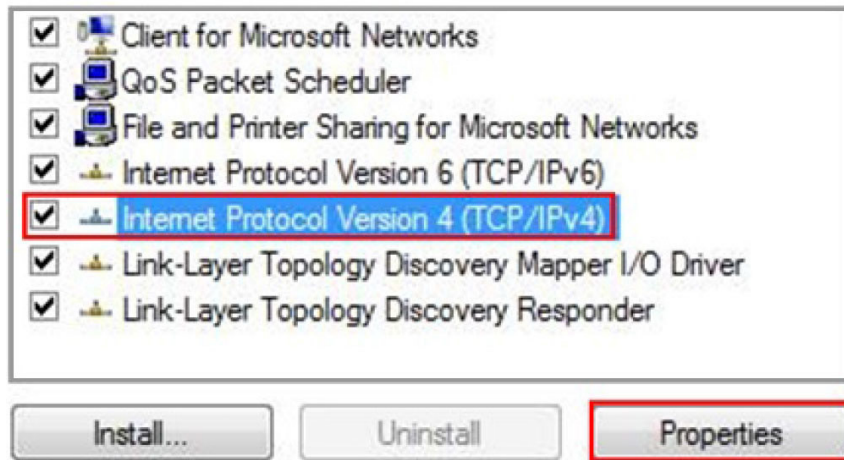 Client for Microsoft Networks
QoS Packet Scheduler
File and Printer Sharing for Microsoft Networks
Internet Protocol Version 6 (TCP/IPv6)
Internet Protocol Version 4 (TCP/IPv4)
Link-Layer Topology Discovery Mapper I/O Driver
Link-Layer Topology Discovery Responder
Install... Uninstall Properties